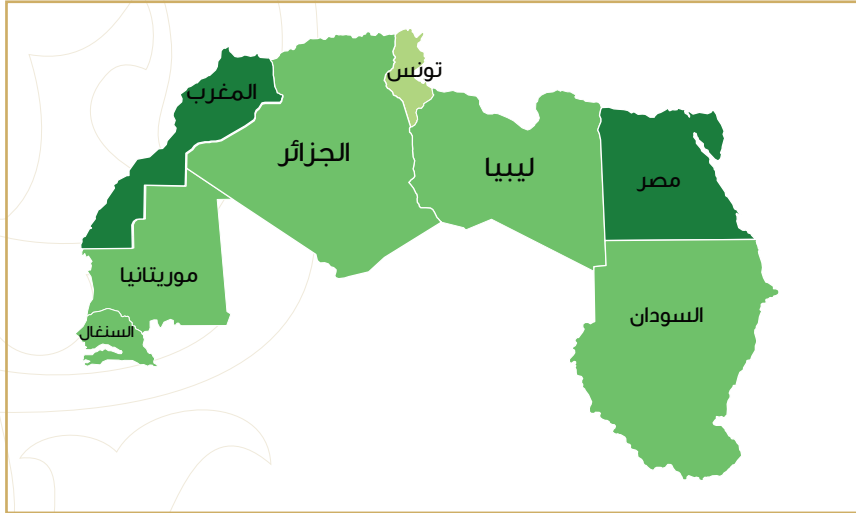 تونس
المغرب
الجزائر
ليبيا
مصر
موريتانيا
السنغال
السودان